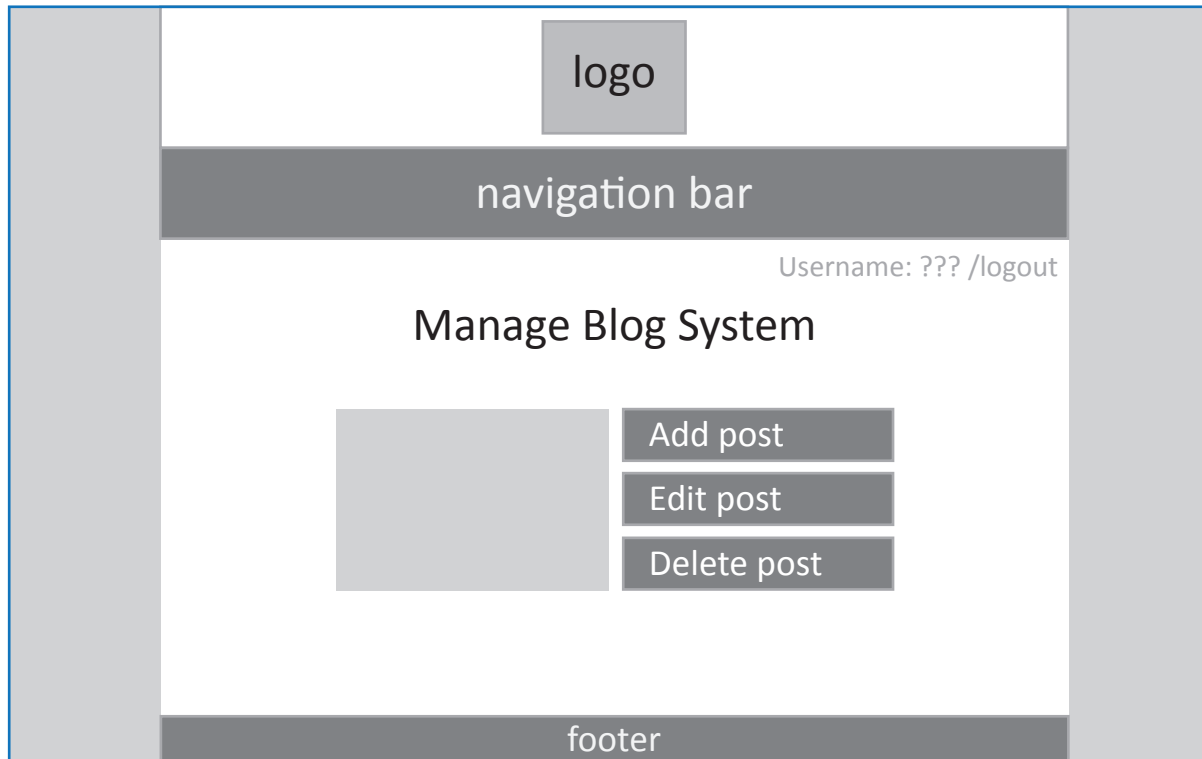 logo
navigation bar
Username: ??? /logout
Manage Blog System
Add post
Edit post
Delete post
footer